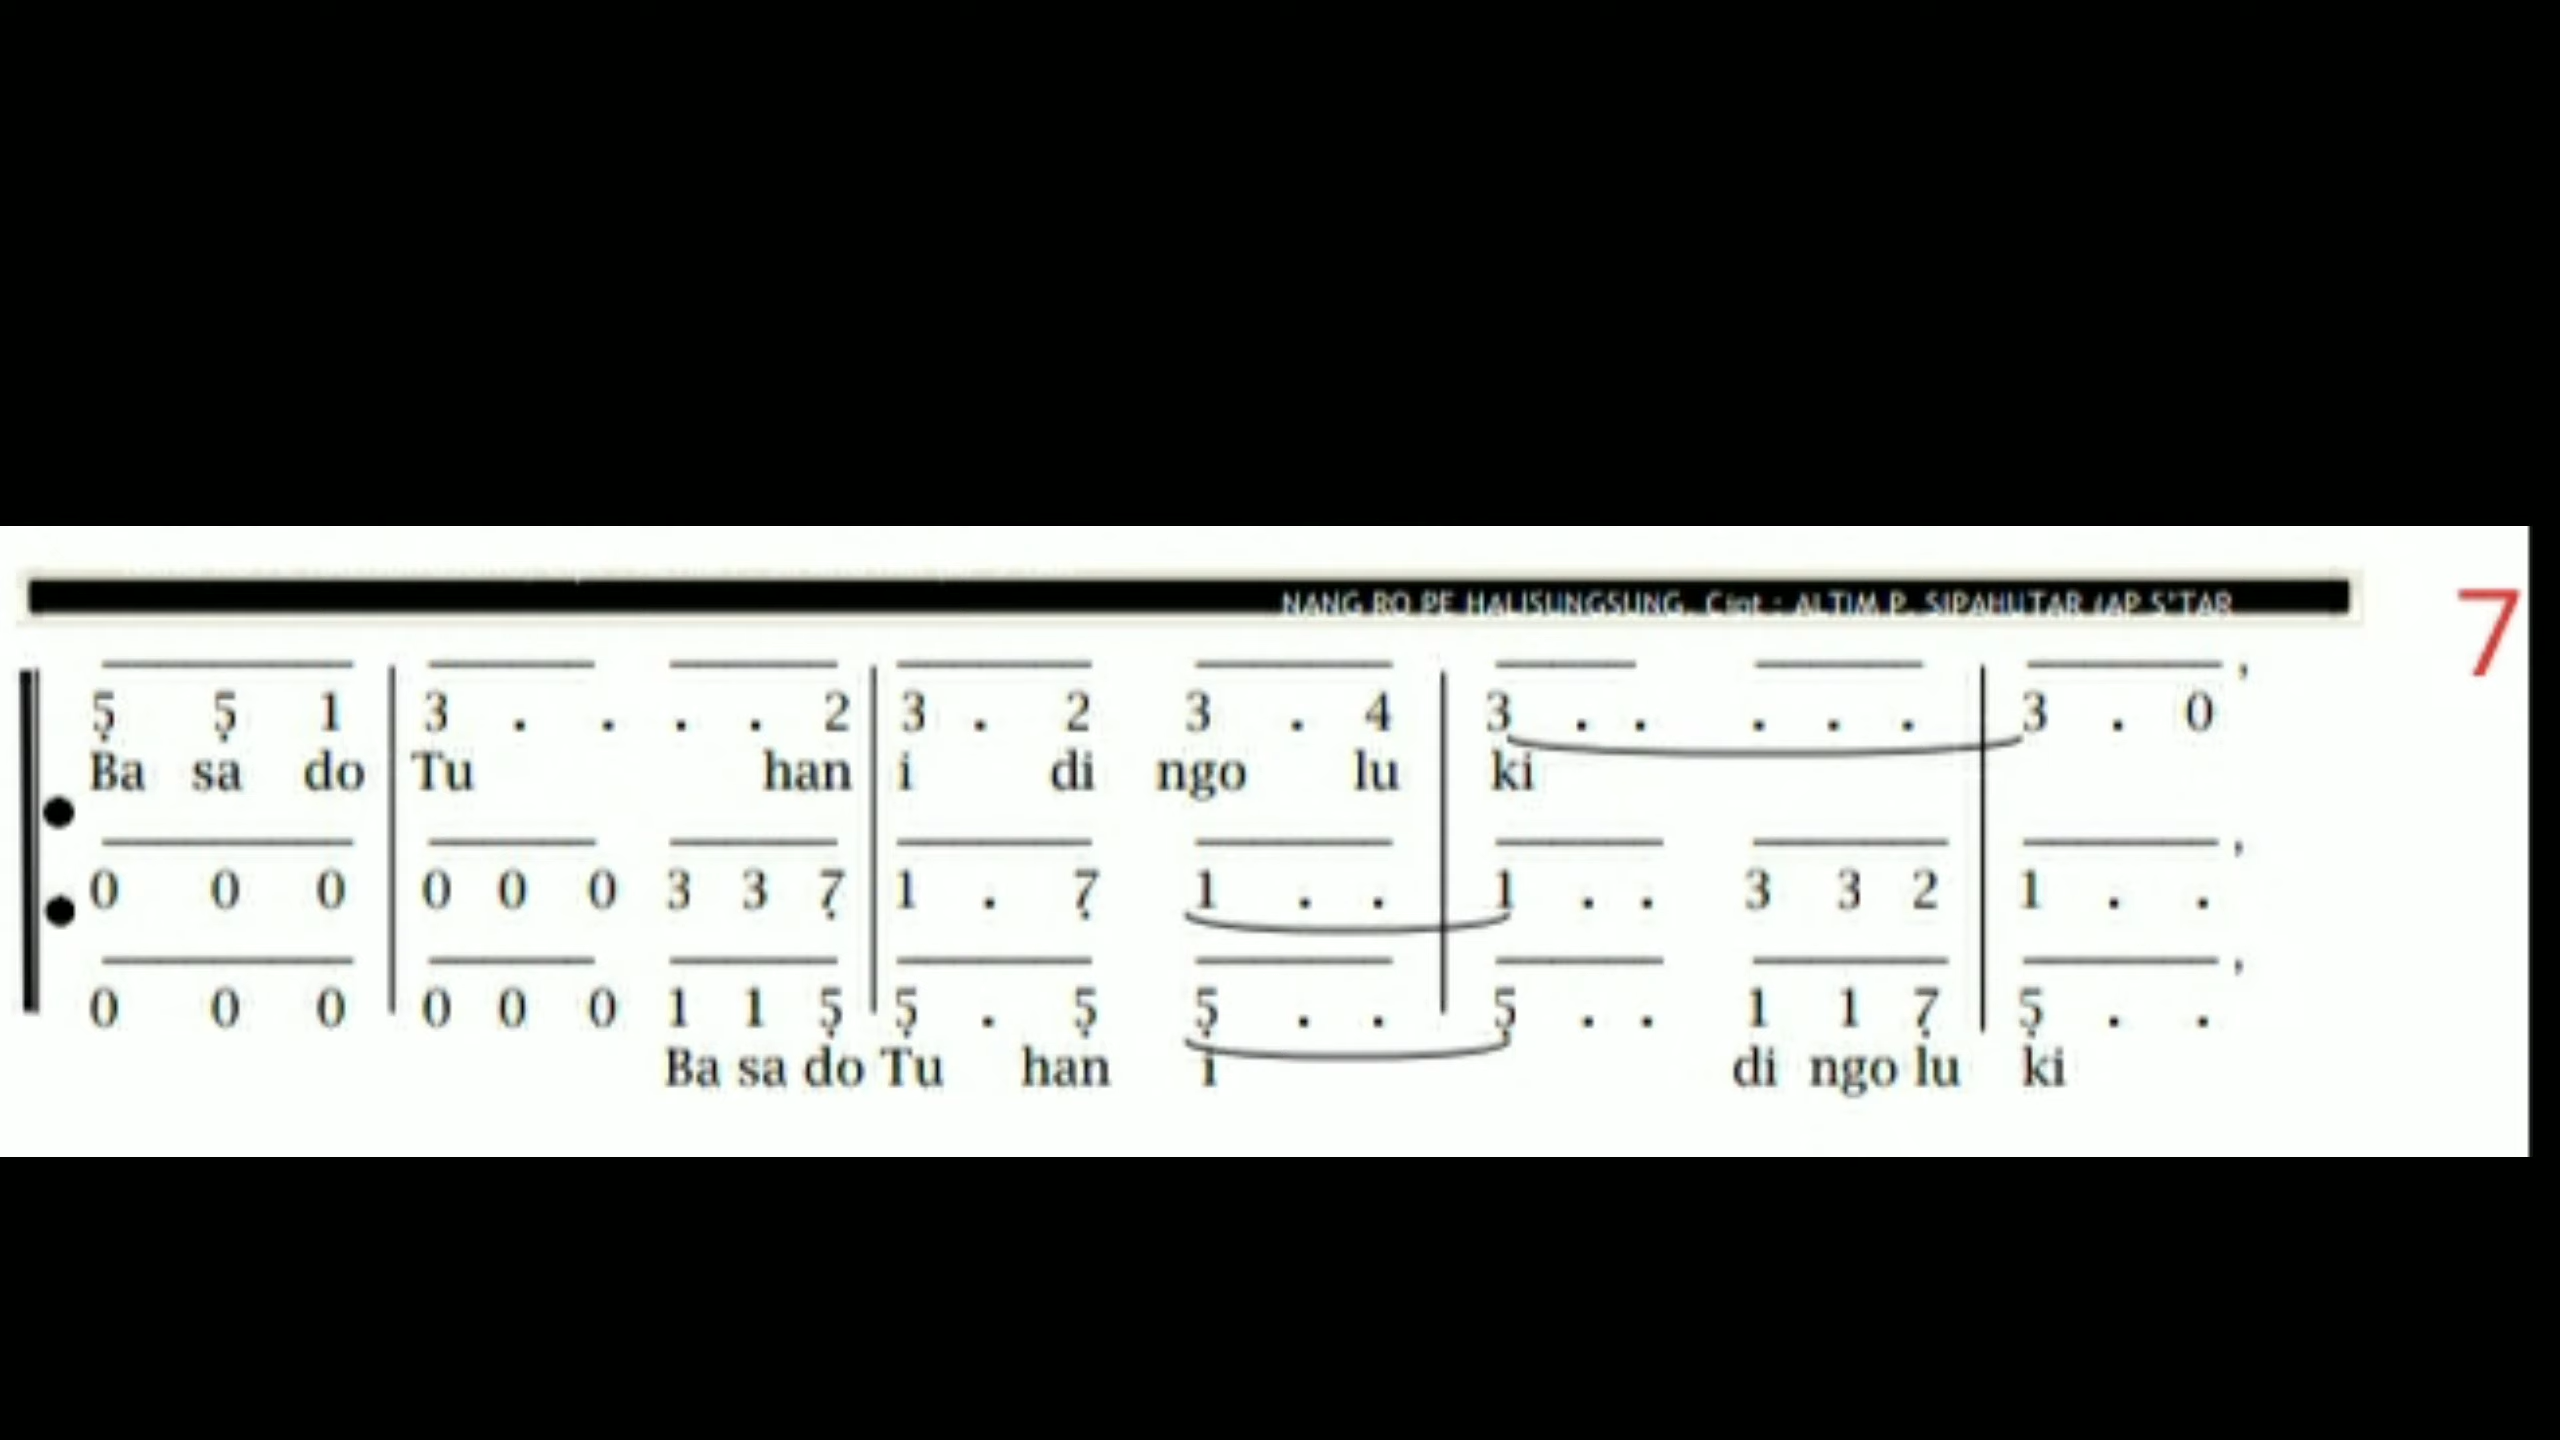 NANG RO PE HALISUNGSUNG. Cipt : ALTIM P. SIPAHUTAR (AP S'TAR
7
5̣ 5̣ 1 | 3 . . . . 2 | 3 . 2 3 . 4 | 3 . . . . . | 3 . 0 ,
Ba sa do Tu han i di ngo lu ki
0 0 0 | 0 0 0 3 3 7̣ | 1 . 7̣ 1 . . | 1 . . 3 3 2 | 1 . . ,
0 0 0 | 0 0 0 1 1 5̣ | 5̣ . 5̣ 5̣ . . | 5̣ . . 1 1 7̣ | 5̣ . . ,
Ba sa do Tu han i di ngo lu ki